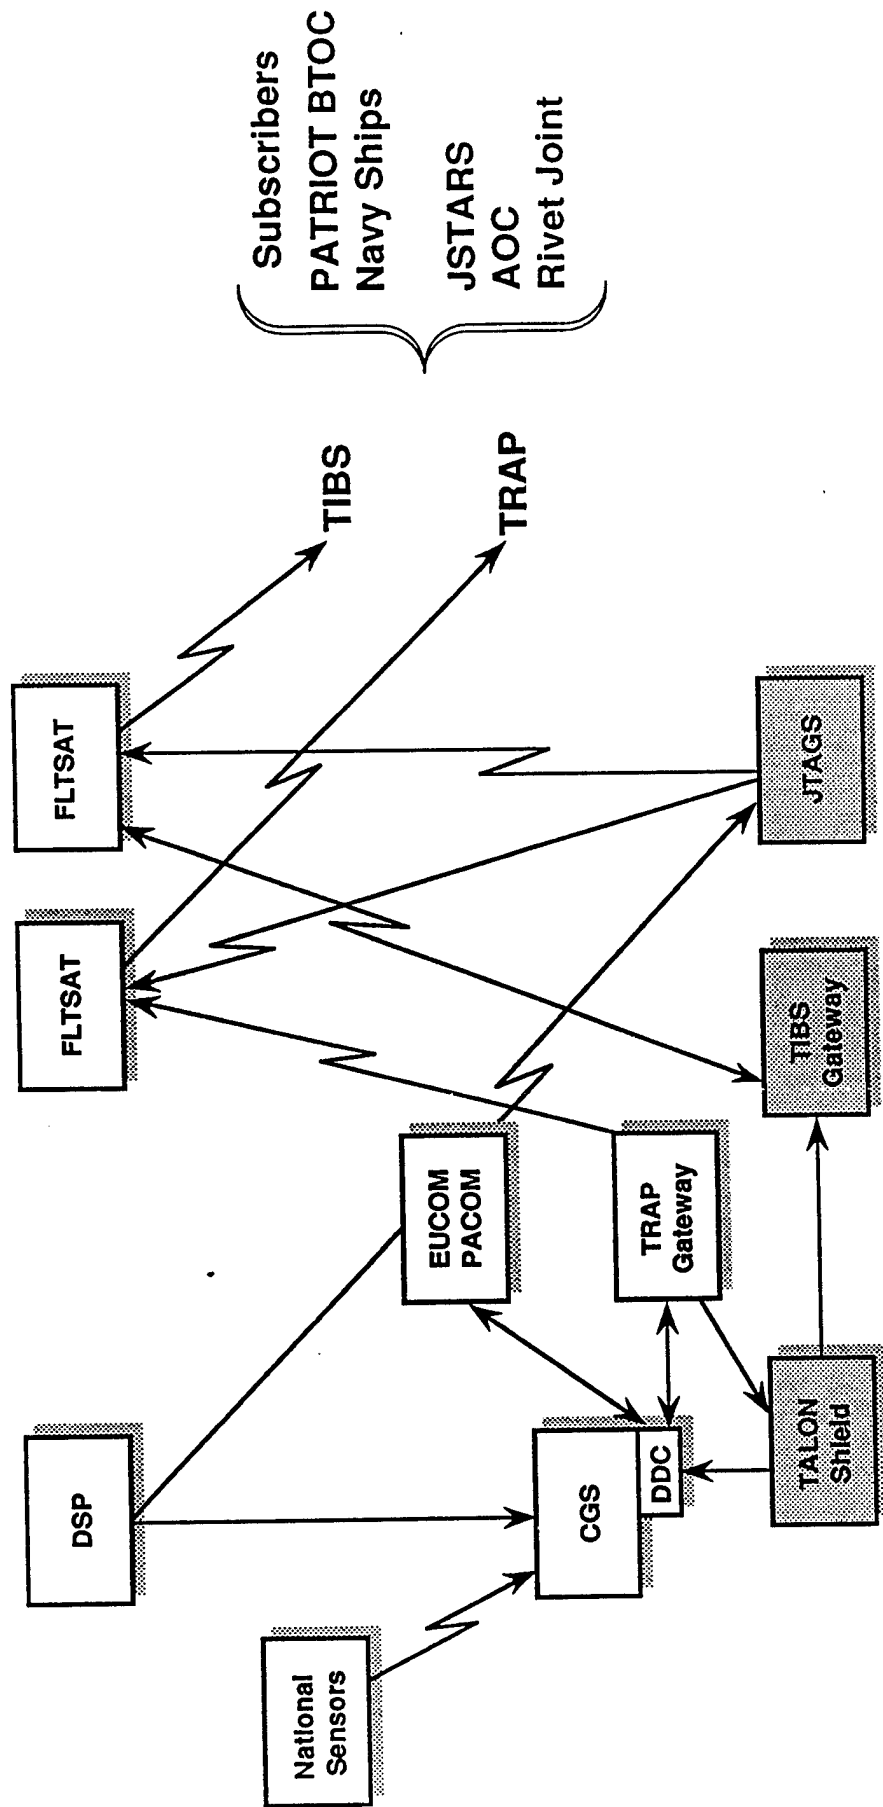 DSP
National
Sensors
CGS
DDC
TALON
Shield
EUCOM
PACOM
TRAP
Gateway
TIBS
Gateway
FLTSAT
FLTSAT
JTAGS
TIBS
TRAP
Subscribers
PATRIOT BTOC
Navy Ships
JSTARS
AOC
Rivet Joint